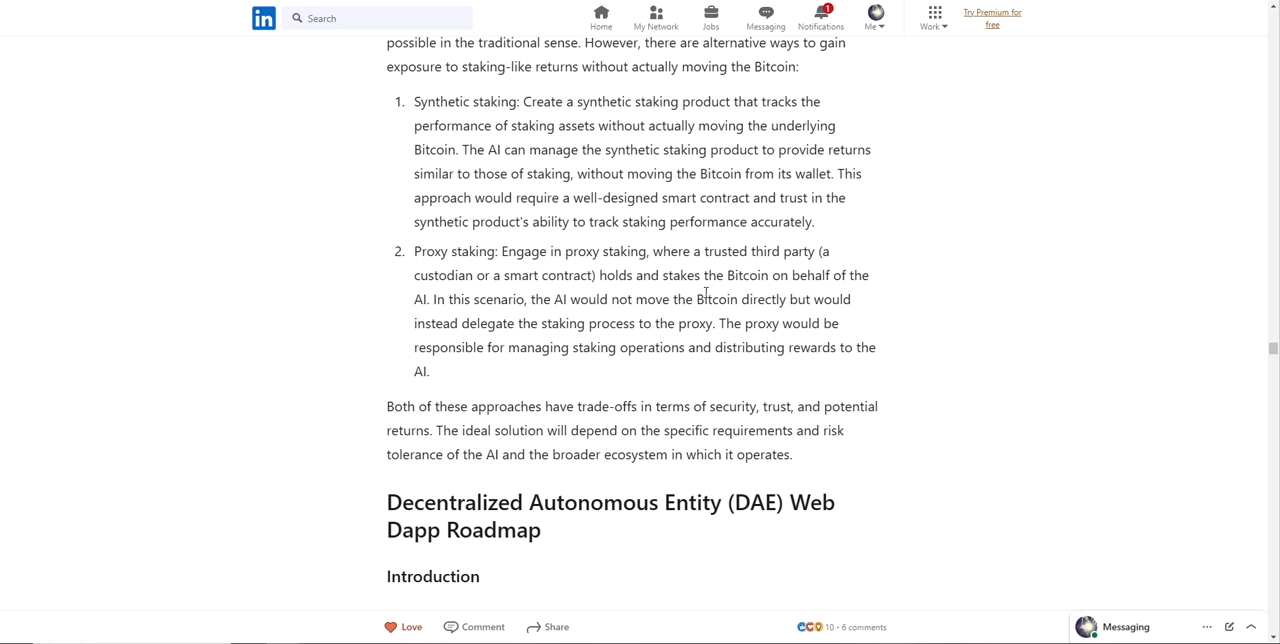 in
Search
Home
My Network
Jobs
Messaging
1
Notifications
Me
Work
Try Premium for
free
possible in the traditional sense. However, there are alternative ways to gain
exposure to staking-like returns without actually moving the Bitcoin:
1. Synthetic staking: Create a synthetic staking product that tracks the
performance of staking assets without actually moving the underlying
Bitcoin. The AI can manage the synthetic staking product to provide returns
similar to those of staking, without moving the Bitcoin from its wallet. This
approach would require a well-designed smart contract and trust in the
synthetic product's ability to track staking performance accurately.
2. Proxy staking: Engage in proxy staking, where a trusted third party (a
custodian or a smart contract) holds and stakes the Bitcoin on behalf of the
AI. In this scenario, the AI would not move the Bitcoin directly but would
instead delegate the staking process to the proxy. The proxy would be
responsible for managing staking operations and distributing rewards to the
AI.
Both of these approaches have trade-offs in terms of security, trust, and potential
returns. The ideal solution will depend on the specific requirements and risk
tolerance of the AI and the broader ecosystem in which it operates.
Decentralized Autonomous Entity (DAE) Web
Dapp Roadmap
Introduction
Love
Comment
Share
10 - 6 comments
Messaging